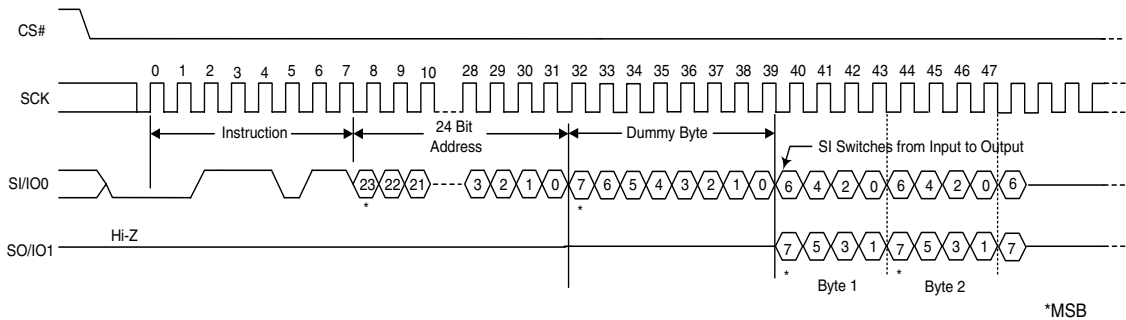 CS#
0 1 2 3 4 5 6 7 8 9 10 28 29 30 31 32 33 34 35 36 37 38 39 40 41 42 43 44 45 46 47
SCK
Instruction
24 Bit
Address
Dummy Byte
SI Switches from Input to Output
SI/IO0
23 22 21 3 2 1 0 7 6 5 4 3 2 1 0 6 4 2 0 6 4 2 0 6
* *
Hi-Z
SO/IO1
7 5 3 1 7 5 3 1 7
* *
Byte 1 Byte 2
*MSB